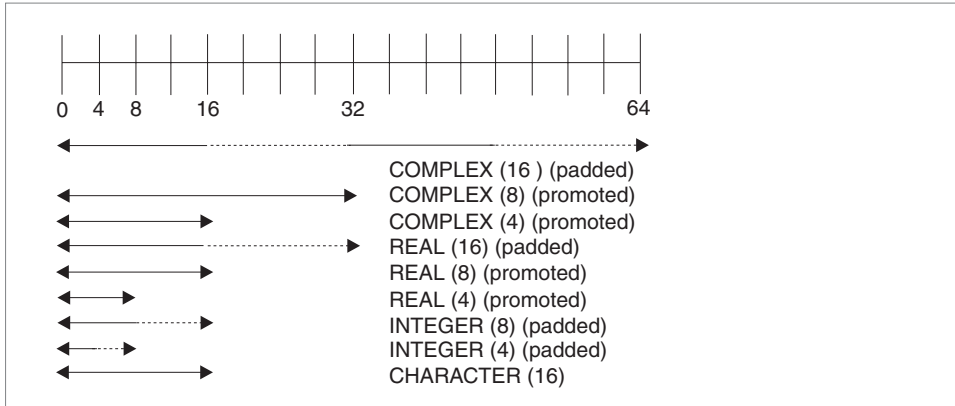 0 4 8 16 32 64
COMPLEX (16 ) (padded)
COMPLEX (8) (promoted)
COMPLEX (4) (promoted)
REAL (16) (padded)
REAL (8) (promoted)
REAL (4) (promoted)
INTEGER (8) (padded)
INTEGER (4) (padded)
CHARACTER (16)